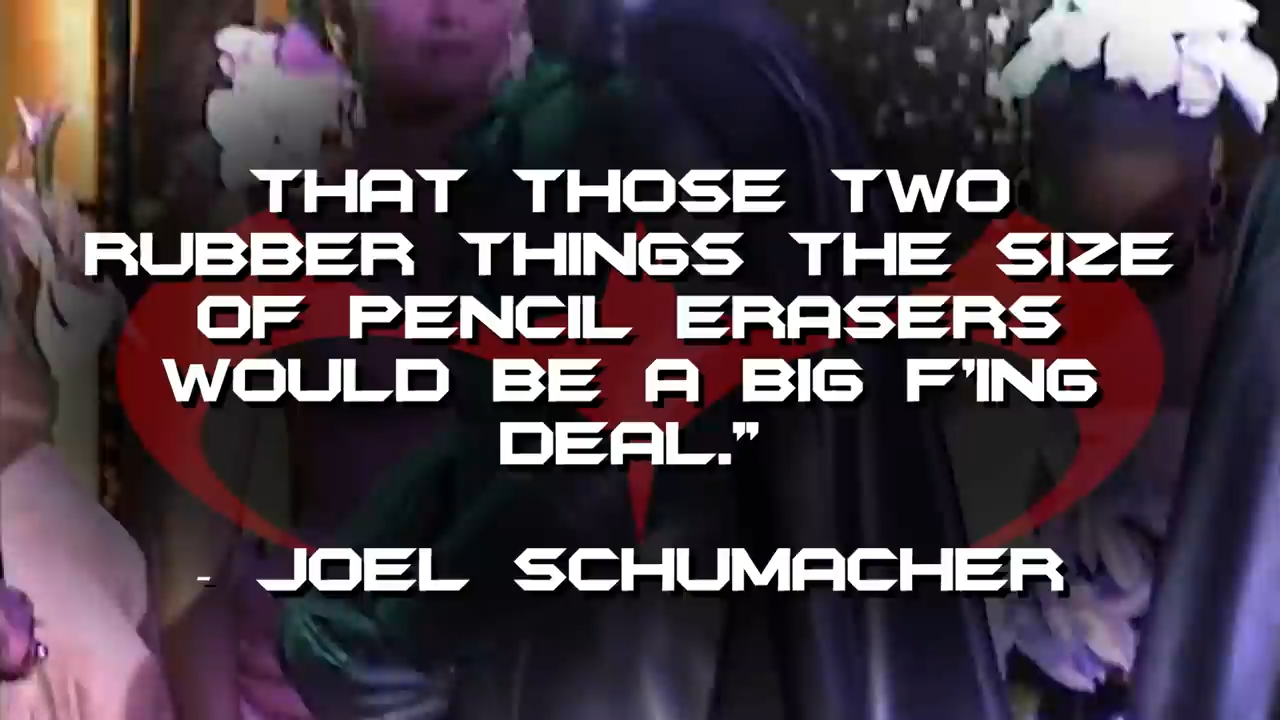 THAT THOSE TWO
RUBBER THINGS THE SIZE
OF PENCIL ERASERS
WOULD BE A BIG F'ING
DEAL."
- JOEL SCHUMACHER